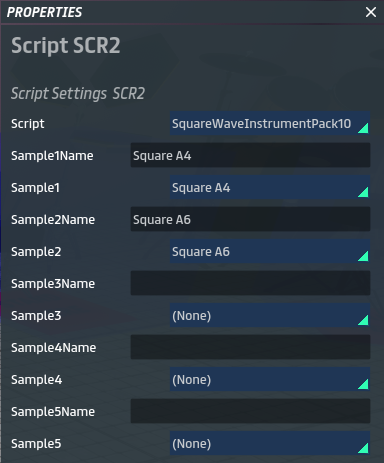 PROPERTIES
Script SCR2
Script Settings SCR2
Script SquareWaveInstrumentPack10
Sample1Name Square A4
Sample1 Square A4
Sample2Name Square A6
Sample2 Square A6
Sample3Name
Sample3 (None)
Sample4Name
Sample4 (None)
Sample5Name
Sample5 (None)